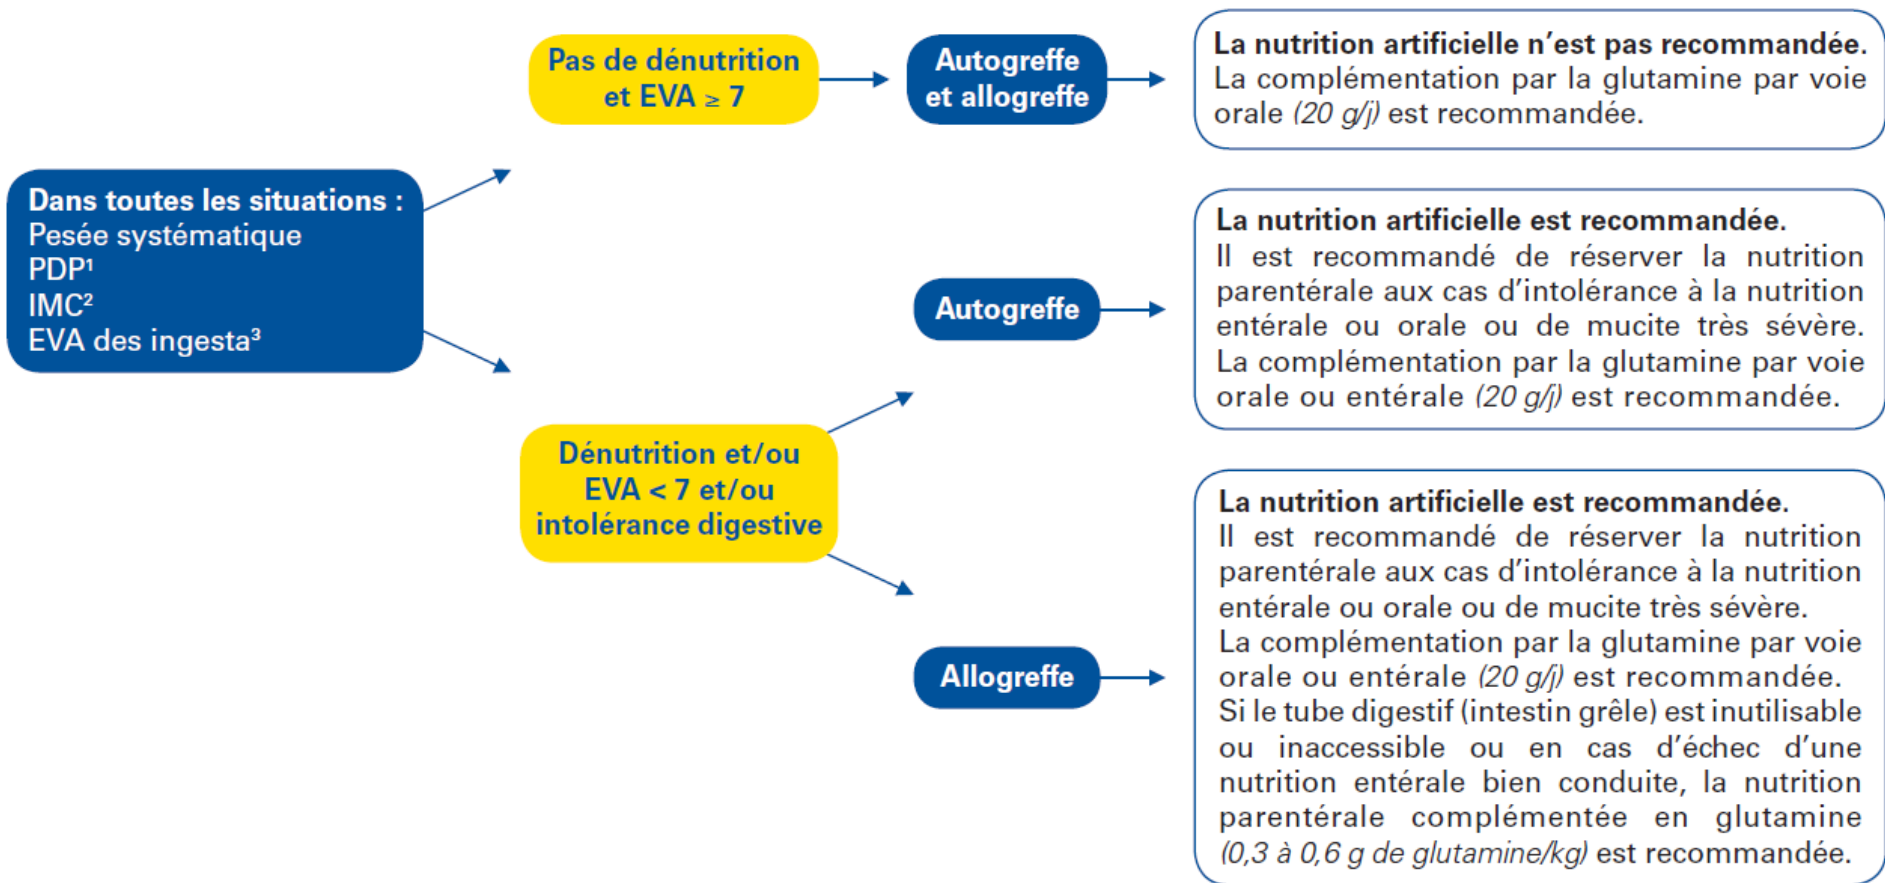 Dans toutes les situations :
Pesée systématique
PDP¹
IMC²
EVA des ingesta³
Pas de dénutrition
et EVA ≥ 7
Autogreffe
et allogreffe
La nutrition artificielle n’est pas recommandée.
La complémentation par la glutamine par voie
orale (20 g/j) est recommandée.
Dénutrition et/ou
EVA < 7 et/ou
intolérance digestive
Autogreffe
La nutrition artificielle est recommandée.
Il est recommandé de réserver la nutrition
parentérale aux cas d’intolérance à la nutrition
entérale ou orale ou de mucite très sévère.
La complémentation par la glutamine par voie
orale ou entérale (20 g/j) est recommandée.
Allogreffe
La nutrition artificielle est recommandée.
Il est recommandé de réserver la nutrition
parentérale aux cas d’intolérance à la nutrition
entérale ou orale ou de mucite très sévère.
La complémentation par la glutamine par voie
orale ou entérale (20 g/j) est recommandée.
Si le tube digestif (intestin grêle) est inutilisable
ou inaccessible ou en cas d’échec d’une
nutrition entérale bien conduite, la nutrition
parentérale complémentée en glutamine
(0,3 à 0,6 g de glutamine/kg) est recommandée.